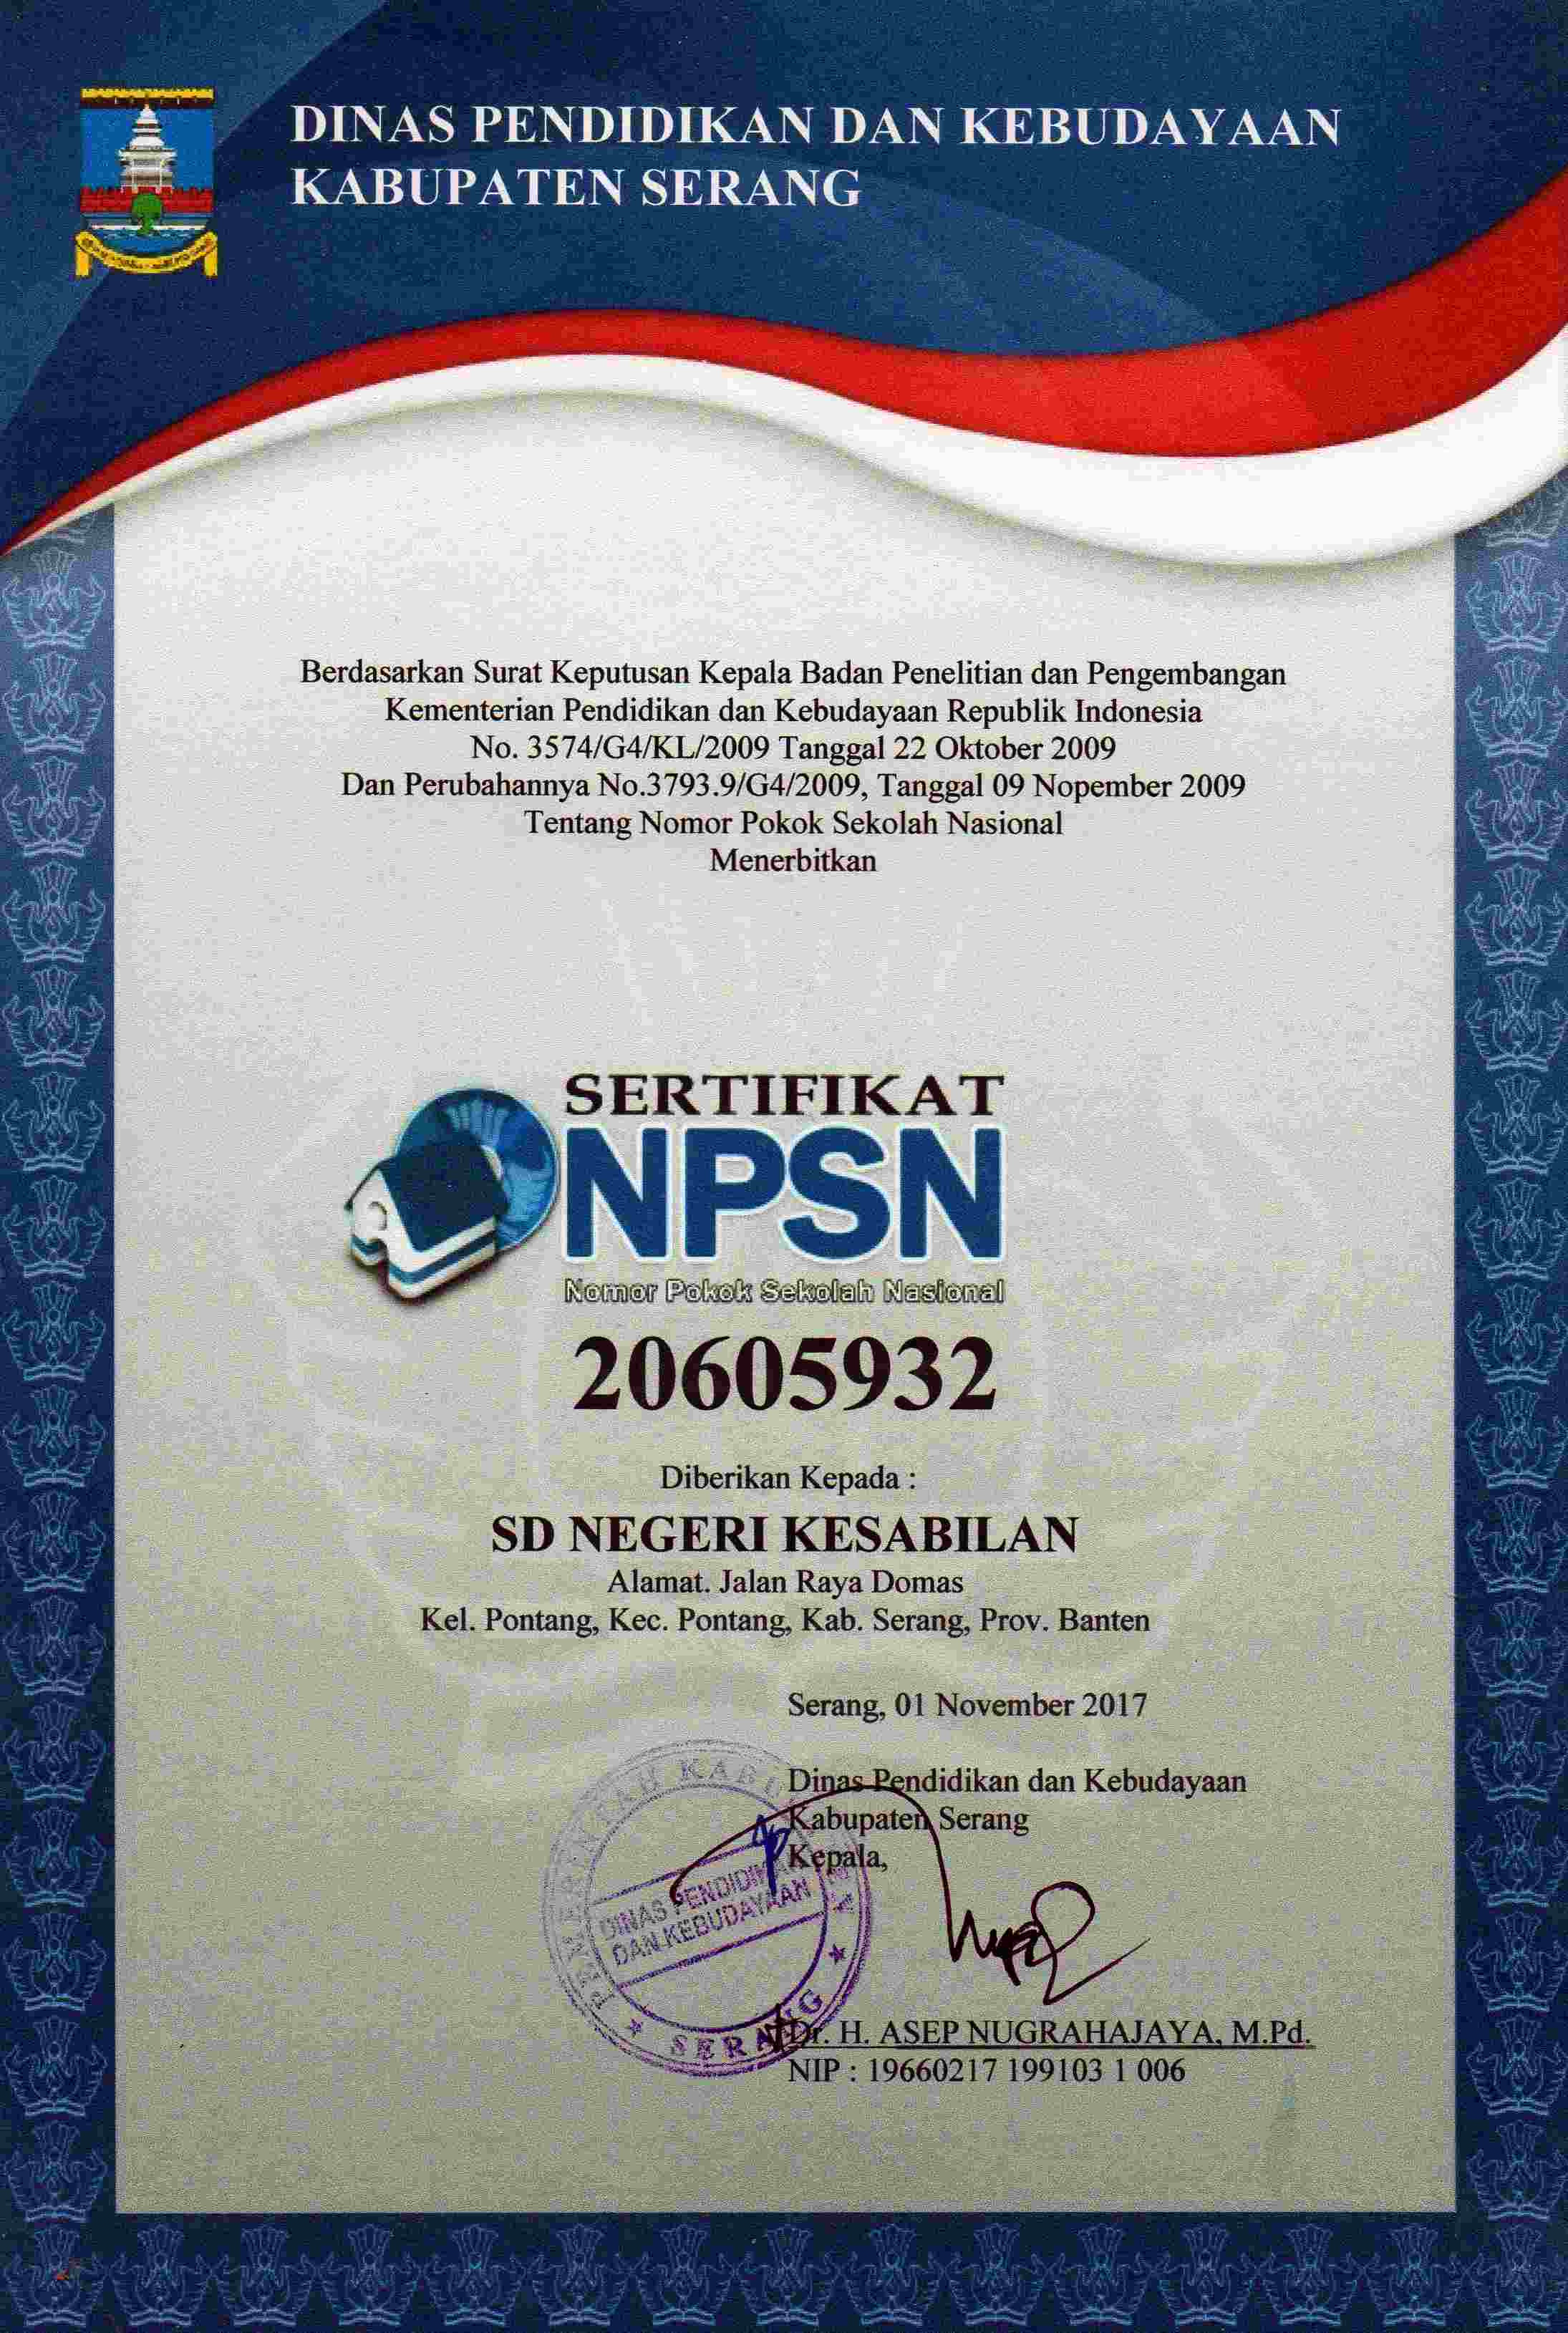 DINAS PENDIDIKAN DAN KEBUDAYAAN
KABUPATEN SERANG
Berdasarkan Surat Keputusan Kepala Badan Penelitian dan Pengembangan
Kementerian Pendidikan dan Kebudayaan Republik Indonesia
No. 3574/G4/KL/2009 Tanggal 22 Oktober 2009
Dan Perubahannya No.3793.9/G4/2009, Tanggal 09 Nopember 2009
Tentang Nomor Pokok Sekolah Nasional
Menerbitkan
SERTIFIKAT
NPSN
Nomor Pokok Sekolah Nasional
20605932
Diberikan Kepada :
SD NEGERI KESABILAN
Alamat. Jalan Raya Domas
Kel. Pontang, Kec. Pontang, Kab. Serang, Prov. Banten
Serang, 01 November 2017
Dinas Pendidikan dan Kebudayaan
Kabupaten Serang
Kepala,
DINAS PENDIDIKAN
DAN KEBUDAYAAN
SERANG
Dr. H. ASEP NUGRAHAJAYA, M.Pd.
NIP : 19660217 199103 1 006